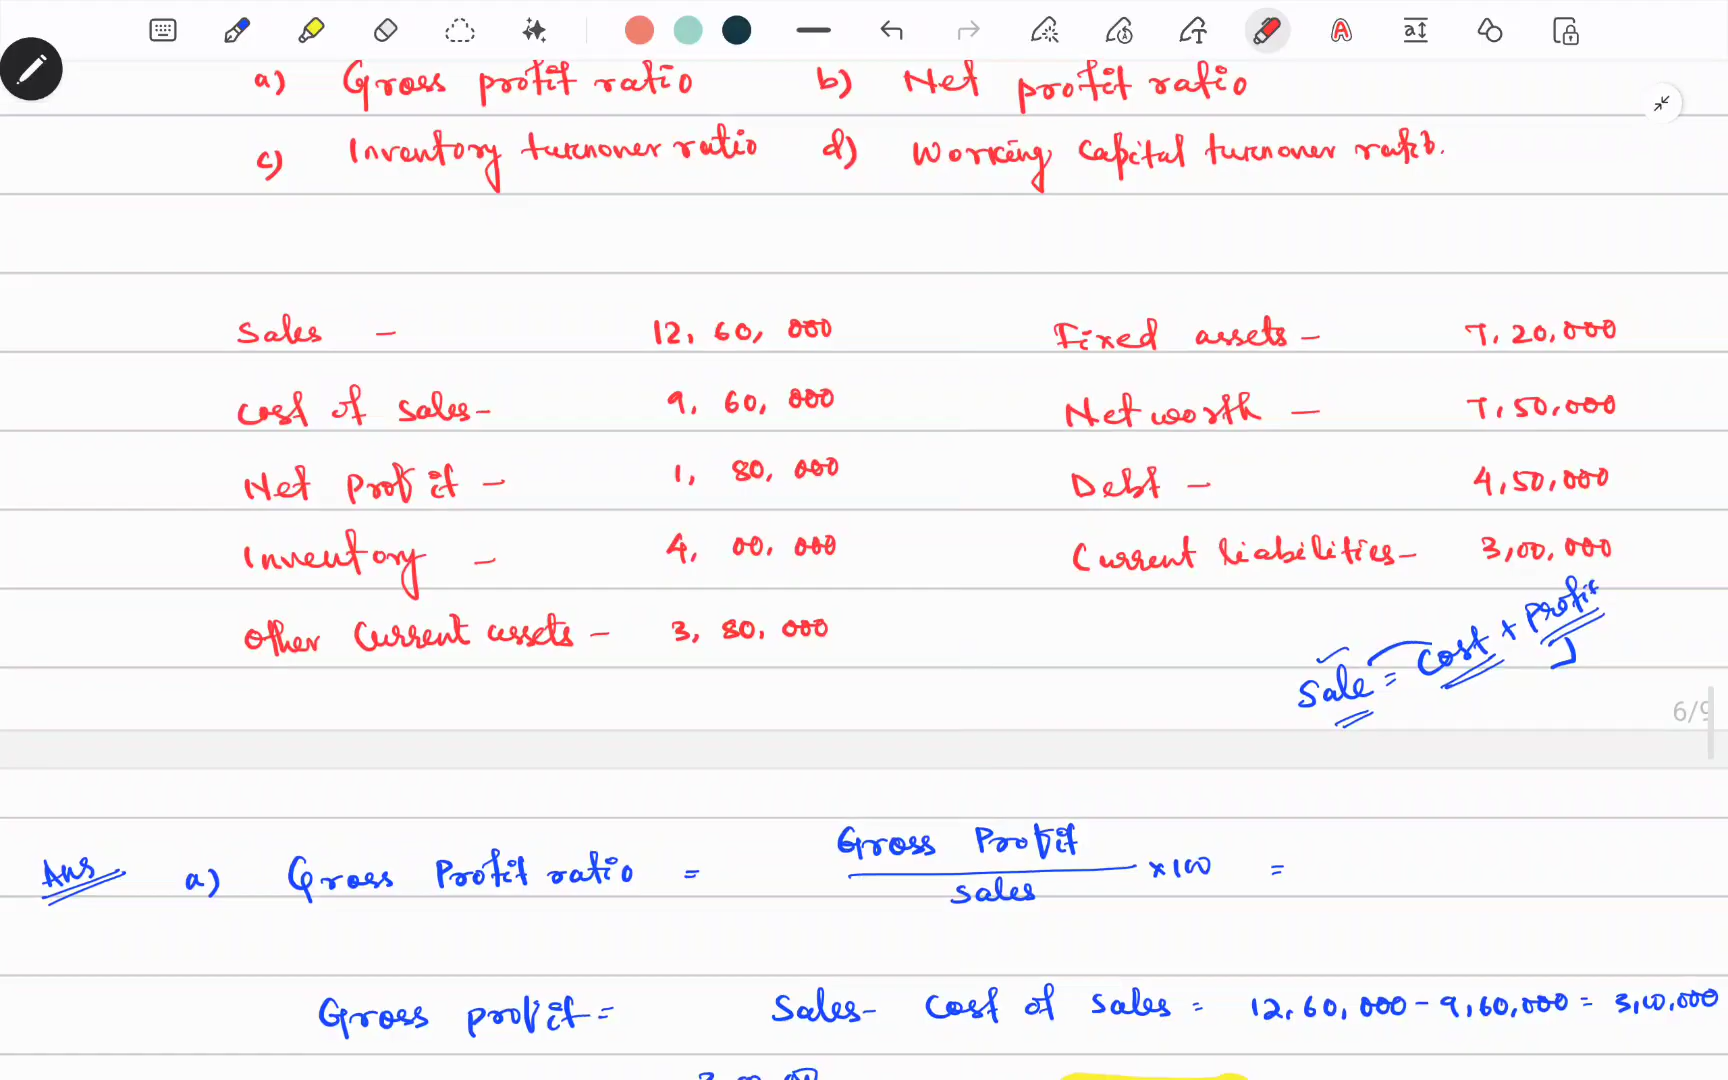 a) Gross profit ratio b) Net profit ratio
c) Inventory turnover ratio d) Working capital turnover ratio.
Sales - 12,60,000 Fixed assets - 7,20,000
Cost of sales - 9,60,000 Net worth - 7,50,000
Net profit - 1,80,000 Debt - 4,50,000
Inventory - 4,00,000 Current liabilities - 3,00,000
Other current assets - 3,80,000
Sale = Cost + Profit
6/9
Ans a) Gross Profit ratio = Gross Profit / Sales × 100 =
Gross profit = Sales - Cost of sales = 12,60,000 - 9,60,000 = 3,00,000